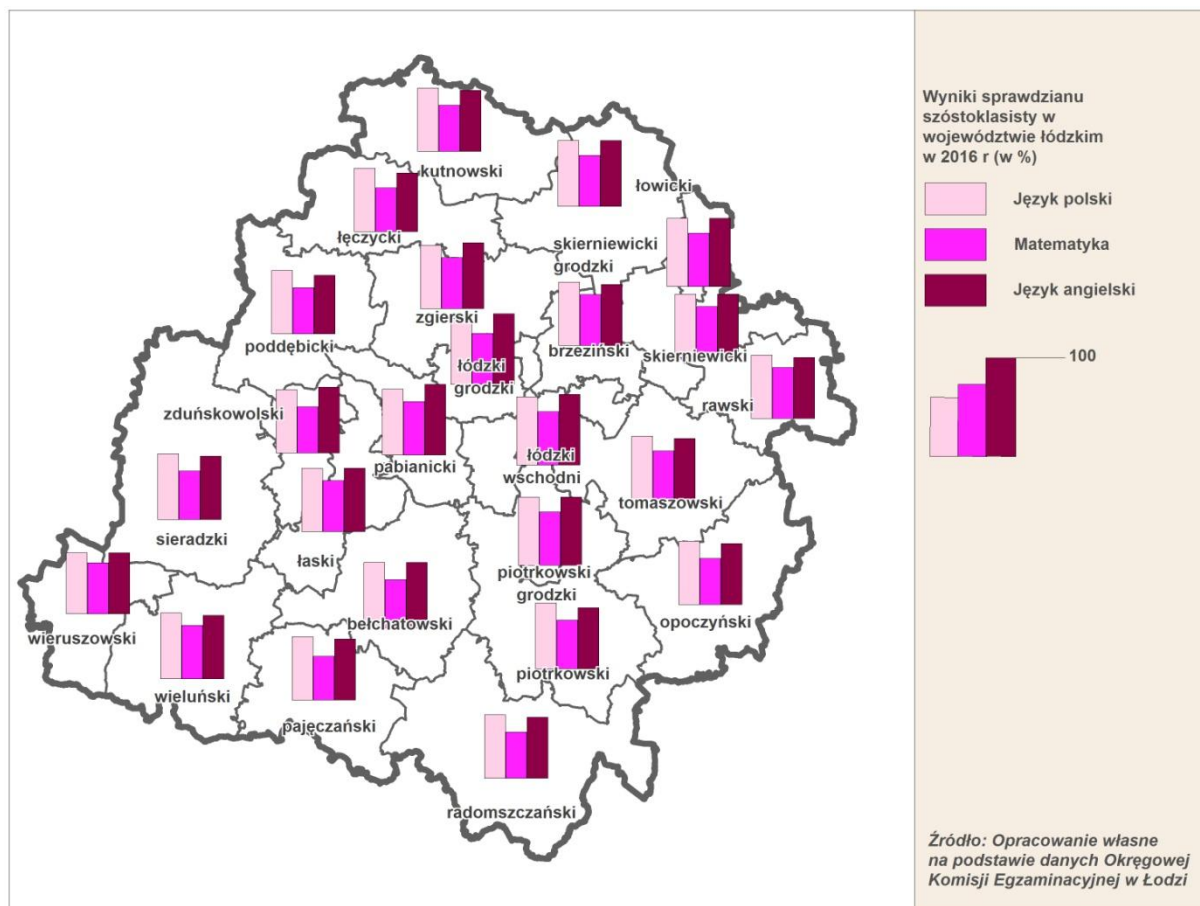 kutnowski
łowicki
łęczycki
skierniewicki
grodzki
zgierski
poddębicki
łódzki
grodzki
brzeziński
skierniewicki
rawski
zduńskowolski
pabianicki
łódzki
wschodni
tomaszowski
sieradzki
łaski
piotrkowski
grodzki
opoczyński
wieruszowski
bełchatowski
wieluński
piotrkowski
pajęczański
radomszczański
Wyniki sprawdzianu
szóstoklasisty w
województwie łódzkim
w 2016 r (w %)
Język polski
Matematyka
Język angielski
100
Źródło: Opracowanie własne
na podstawie danych Okręgowej
Komisji Egzaminacyjnej w Łodzi